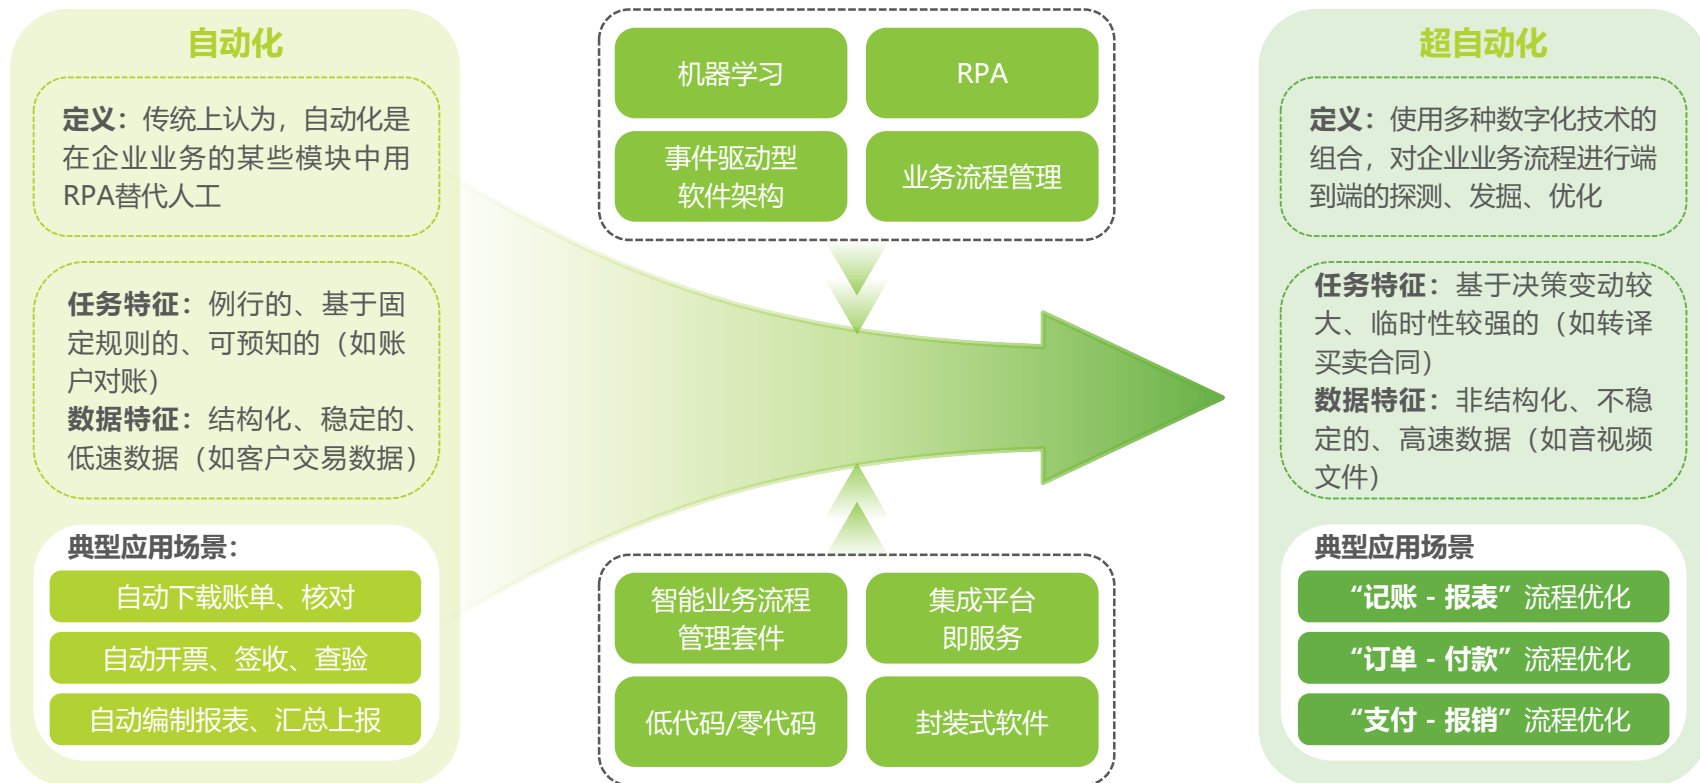 自动化
定义：传统上认为，自动化是
在企业业务的某些模块中用
RPA替代人工
任务特征：例行的、基于固
定规则的、可预知的（如账
户对账）
数据特征：结构化、稳定的、
低速数据（如客户交易数据）
典型应用场景：
自动下载账单、核对
自动开票、签收、查验
自动编制报表、汇总上报
机器学习
RPA
事件驱动型
软件架构
业务流程管理
智能业务流程
管理套件
集成平台
即服务
低代码/零代码
封装式软件
超自动化
定义：使用多种数字化技术的
组合，对企业业务流程进行端
到端的探测、发掘、优化
任务特征：基于决策变动较
大、临时性较强的（如转译
买卖合同）
数据特征：非结构化、不稳
定的、高速数据（如音视频
文件）
典型应用场景
“记账 - 报表” 流程优化
“订单 - 付款” 流程优化
“支付 - 报销” 流程优化